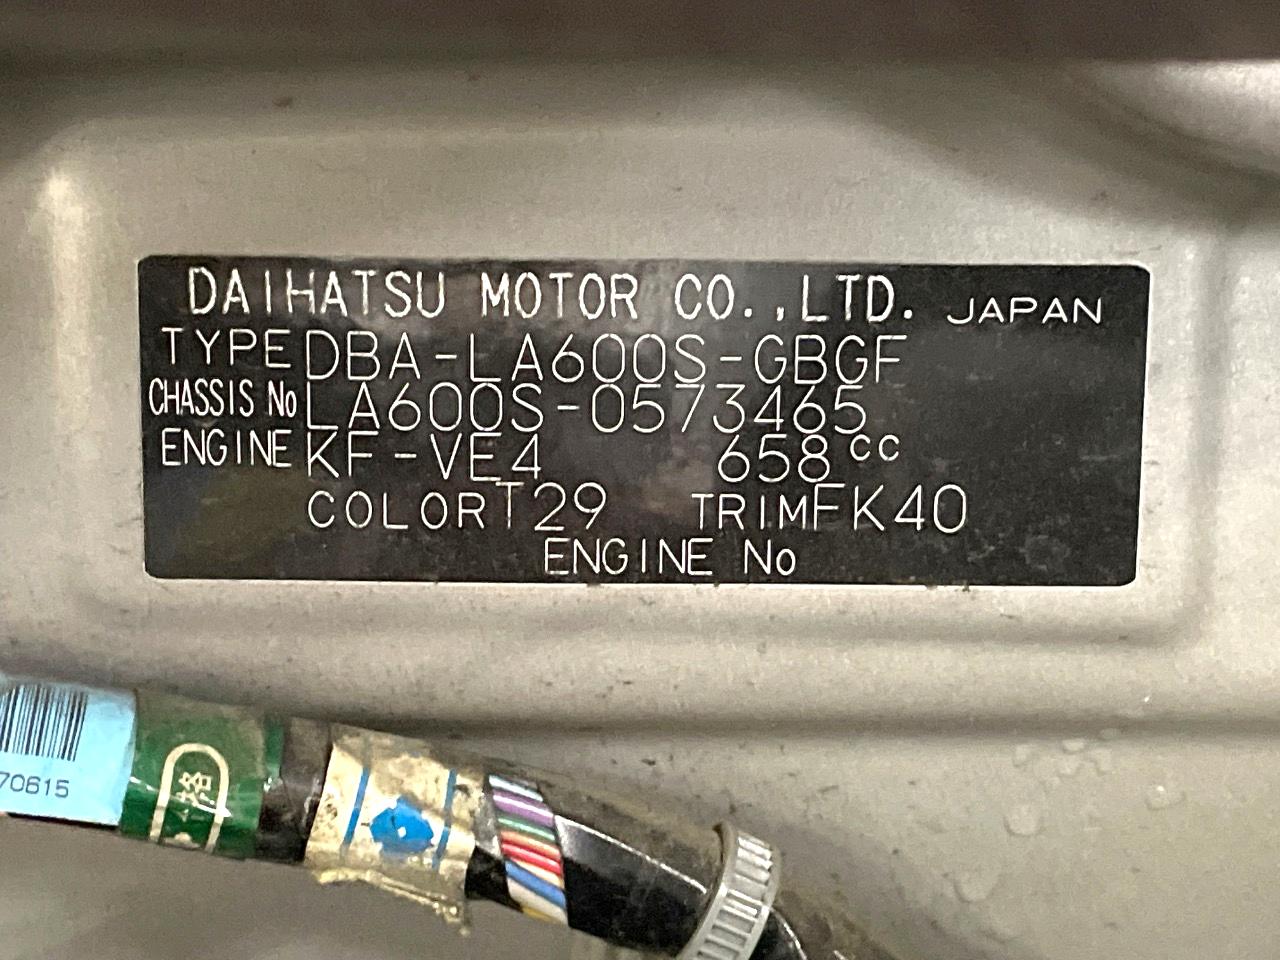 DAIHATSU MOTOR CO.,LTD. JAPAN
TYPE DBA-LA600S-GBGF
CHASSIS No LA600S-0573465
ENGINE KF-VE4 658cc
COLOR T29 TRIM FK40
ENGINE No
70615